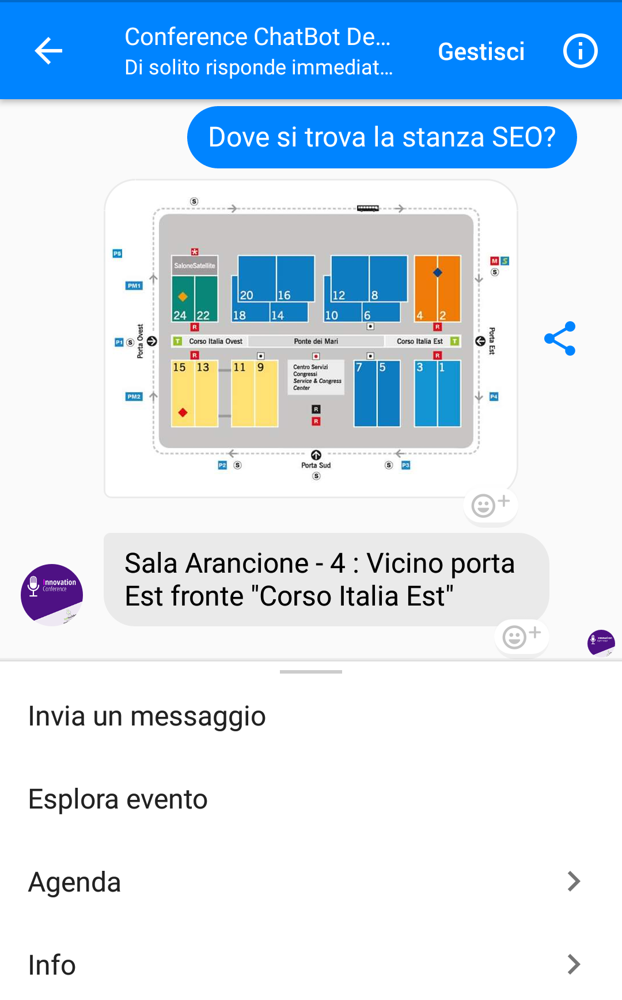 Conference ChatBot De...
Di solito risponde immediat...
Gestisci
Dove si trova la stanza SEO?
S
P5
SaloneSatellite
M S
S
PM1
20 16 12 8
24 22 18 14 10 6 4 2
R R
P1 S Porta Ovest
T Corso Italia Ovest Ponte dei Mari Corso Italia Est T
Porta Est
R R
15 13 11 9 7 5 3 1
Centro Servizi
Congressi
Service & Congress
Center
PM2
P4
R
R
P2 S
Porta Sud
S P3
S
Sala Arancione - 4 : Vicino porta
Est fronte "Corso Italia Est"
Innovation
Conference
Invia un messaggio
Esplora evento
Agenda
Info